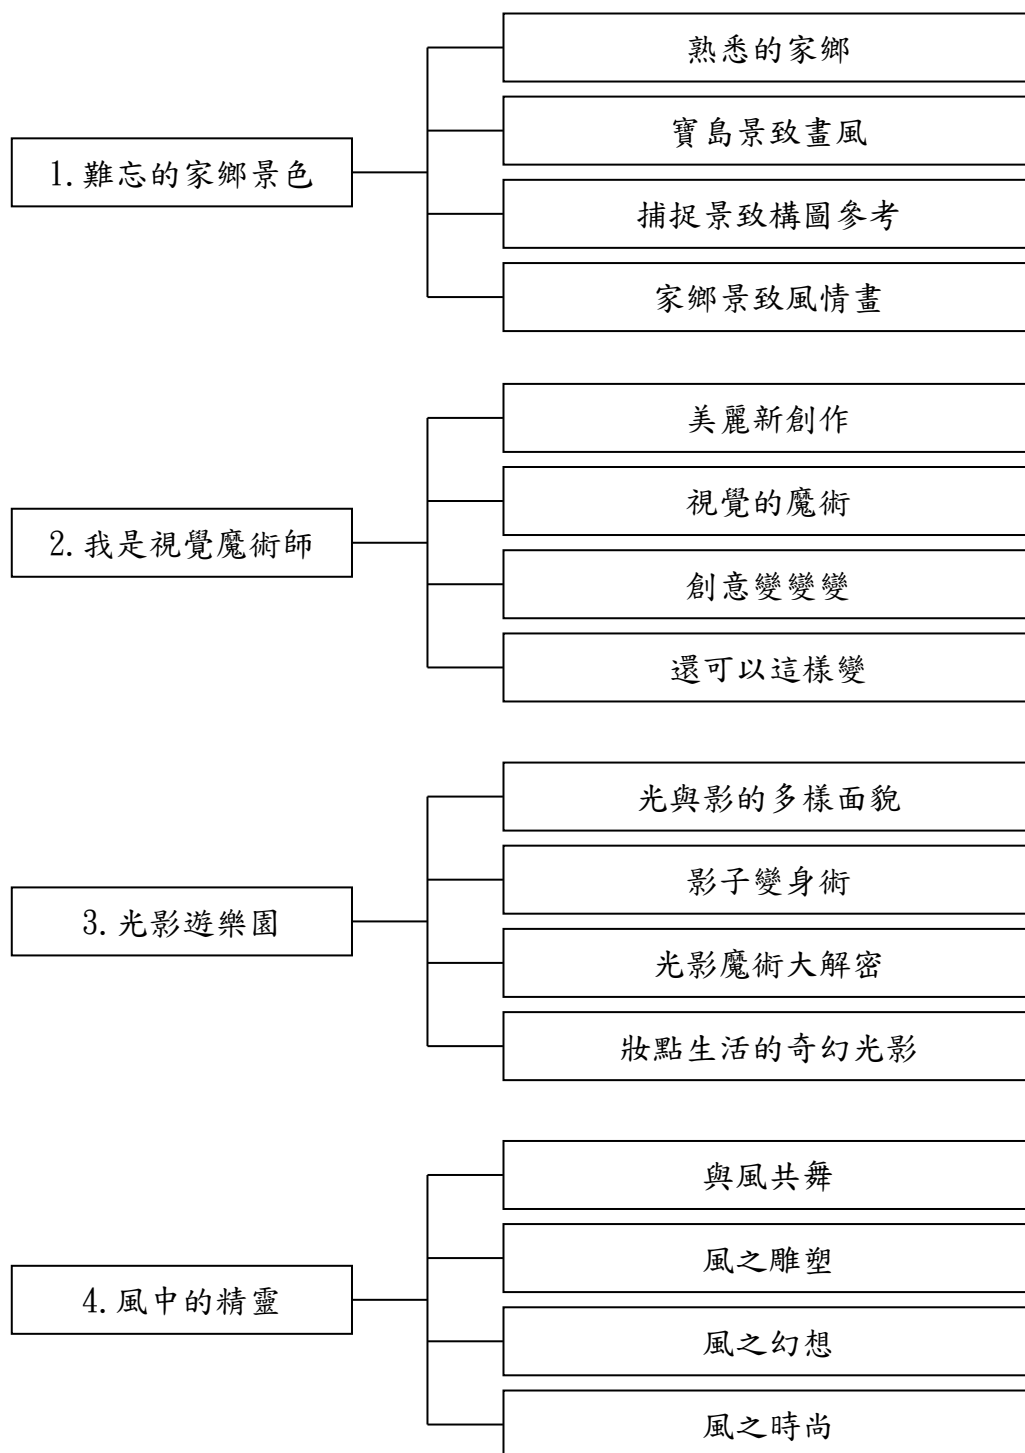 1.難忘的家鄉景色
熟悉的家鄉
寶島景致畫風
捕捉景致構圖參考
家鄉景致風情畫
2.我是視覺魔術師
美麗新創作
視覺的魔術
創意變變變
還可以這樣變
3.光影遊樂園
光與影的多樣面貌
影子變身術
光影魔術大解密
妝點生活的奇幻光影
4.風中的精靈
與風共舞
風之雕塑
風之幻想
風之時尚